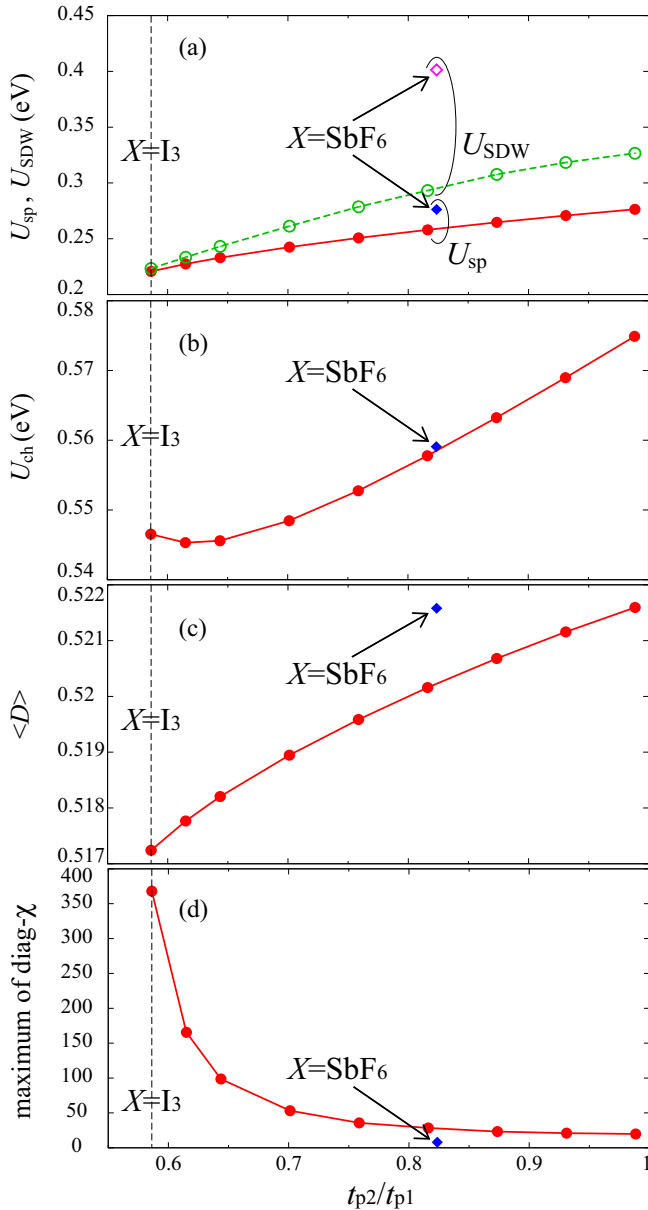 0.45
(a)
0.4
X=SbF6
0.35
X=I3
USDW
0.3
0.25
Usp
0.2
Usp , USDW (eV)
0.58
(b)
0.57
X=SbF6
0.56
X=I3
0.55
0.54
Uch (eV)
0.522
(c)
0.521
X=SbF6
0.52
X=I3
0.519
0.518
0.517
<D>
400
350
(d)
300
250
200
150
X=SbF6
100
X=I3
50
0
maximum of diag-χ
0.6 0.7 0.8 0.9 1
tp2/tp1